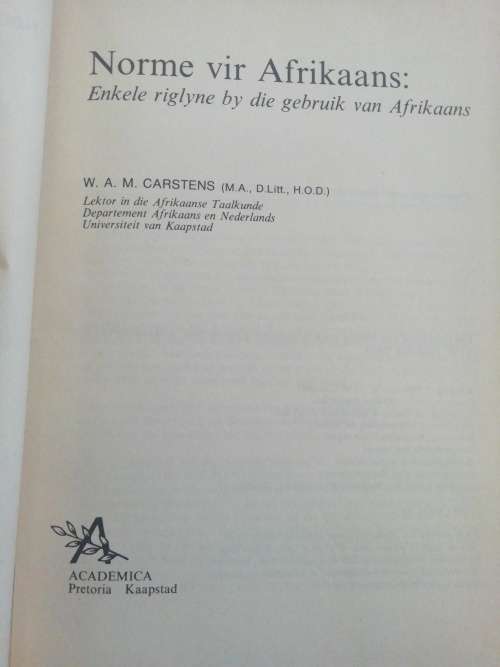 Norme vir Afrikaans:
Enkele riglyne by die gebruik van Afrikaans
W. A. M. CARSTENS (M.A., D.Litt., H.O.D.)
Lektor in die Afrikaanse Taalkunde
Departement Afrikaans en Nederlands
Universiteit van Kaapstad
ACADEMICA
Pretoria Kaapstad